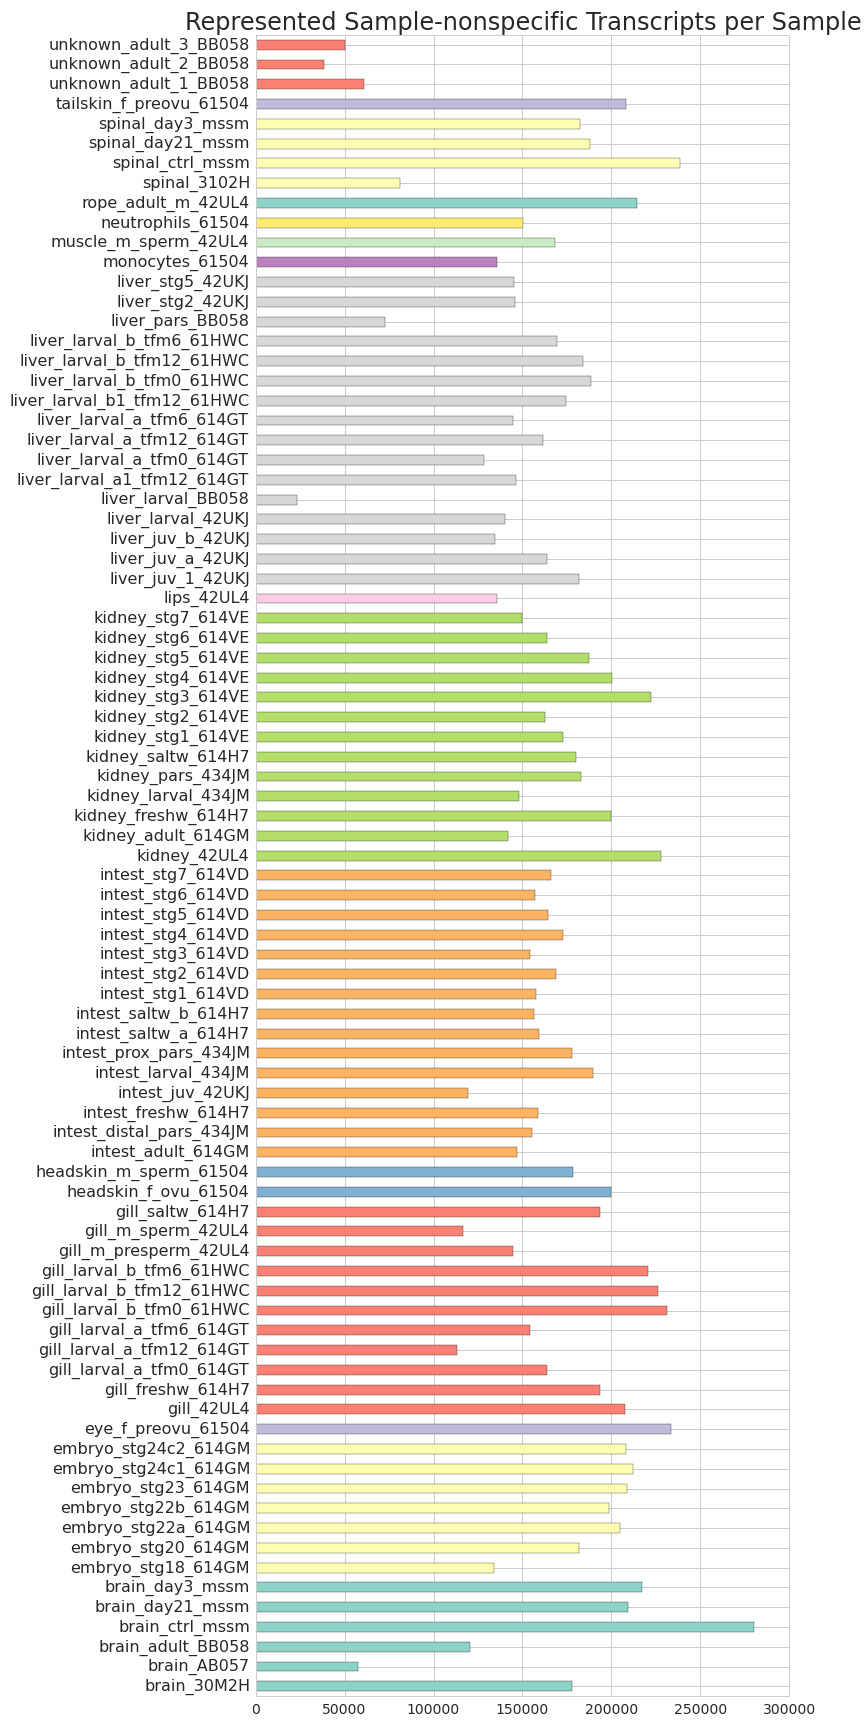 Represented Sample-nonspecific Transcripts per Sample
unknown_adult_3_BB058
unknown_adult_2_BB058
unknown_adult_1_BB058
tailskin_f_preovu_61504
spinal_day3_mssm
spinal_day21_mssm
spinal_ctrl_mssm
spinal_3102H
rope_adult_m_42UL4
neutrophils_61504
muscle_m_sperm_42UL4
monocytes_61504
liver_stg5_42UKJ
liver_stg2_42UKJ
liver_pars_BB058
liver_larval_b_tfm6_61HWC
liver_larval_b_tfm12_61HWC
liver_larval_b_tfm0_61HWC
liver_larval_b1_tfm12_61HWC
liver_larval_a_tfm6_614GT
liver_larval_a_tfm12_614GT
liver_larval_a_tfm0_614GT
liver_larval_a1_tfm12_614GT
liver_larval_BB058
liver_larval_42UKJ
liver_juv_b_42UKJ
liver_juv_a_42UKJ
liver_juv_1_42UKJ
lips_42UL4
kidney_stg7_614VE
kidney_stg6_614VE
kidney_stg5_614VE
kidney_stg4_614VE
kidney_stg3_614VE
kidney_stg2_614VE
kidney_stg1_614VE
kidney_saltw_614H7
kidney_pars_434JM
kidney_larval_434JM
kidney_freshw_614H7
kidney_adult_614GM
kidney_42UL4
intest_stg7_614VD
intest_stg6_614VD
intest_stg5_614VD
intest_stg4_614VD
intest_stg3_614VD
intest_stg2_614VD
intest_stg1_614VD
intest_saltw_b_614H7
intest_saltw_a_614H7
intest_prox_pars_434JM
intest_larval_434JM
intest_juv_42UKJ
intest_freshw_614H7
intest_distal_pars_434JM
intest_adult_614GM
headskin_m_sperm_61504
headskin_f_ovu_61504
gill_saltw_614H7
gill_m_sperm_42UL4
gill_m_presperm_42UL4
gill_larval_b_tfm6_61HWC
gill_larval_b_tfm12_61HWC
gill_larval_b_tfm0_61HWC
gill_larval_a_tfm6_614GT
gill_larval_a_tfm12_614GT
gill_larval_a_tfm0_614GT
gill_freshw_614H7
gill_42UL4
eye_f_preovu_61504
embryo_stg24c2_614GM
embryo_stg24c1_614GM
embryo_stg23_614GM
embryo_stg22b_614GM
embryo_stg22a_614GM
embryo_stg20_614GM
embryo_stg18_614GM
brain_day3_mssm
brain_day21_mssm
brain_ctrl_mssm
brain_adult_BB058
brain_AB057
brain_30M2H
0 50000 100000 150000 200000 250000 300000